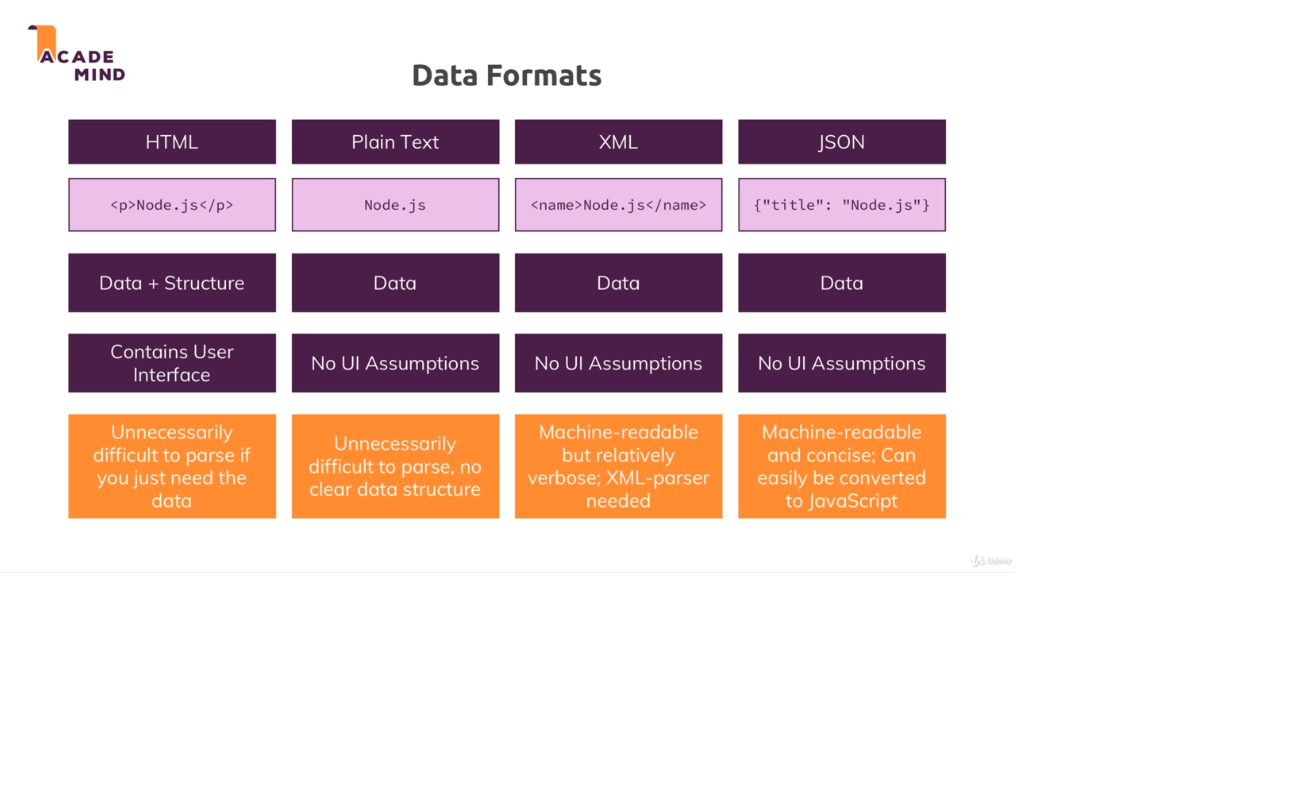 ACADE
MIND
Data Formats
HTML
Plain Text
XML
JSON
<p>Node.js</p>
Node.js
<name>Node.js</name>
{"title": "Node.js"}
Data + Structure
Data
Data
Data
Contains User
Interface
No UI Assumptions
No UI Assumptions
No UI Assumptions
Unnecessarily
difficult to parse if
you just need the
data
Unnecessarily
difficult to parse, no
clear data structure
Machine-readable
but relatively
verbose; XML-parser
needed
Machine-readable
and concise; Can
easily be converted
to JavaScript
Udemy